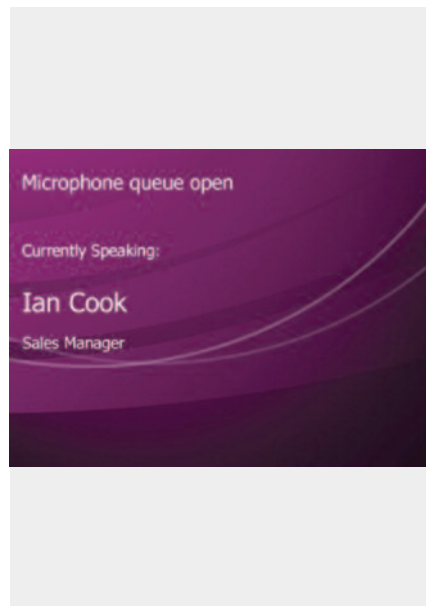 Microphone queue open
Currently Speaking:
Ian Cook
Sales Manager